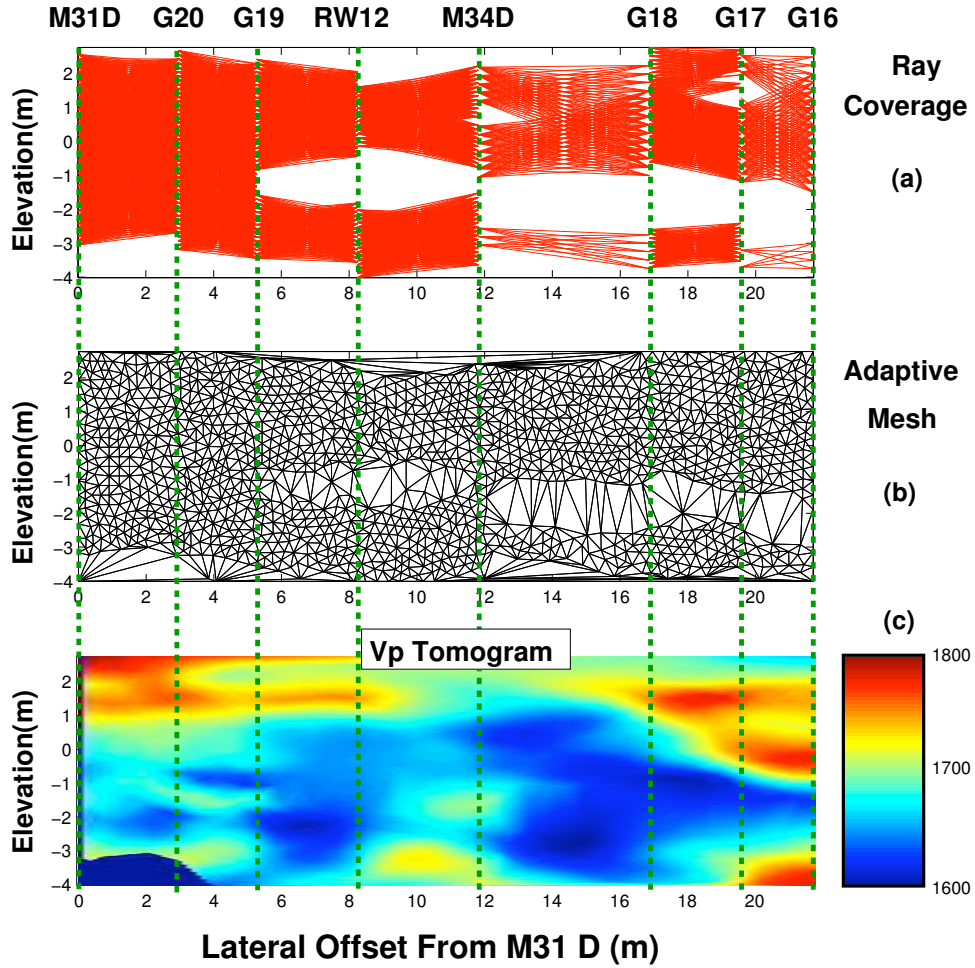 M31D G20 G19 RW12 M34D G18 G17 G16
Elevation(m)
2
1
0
−1
−2
−3
−4
0 2 4 6 8 10 12 14 16 18 20
Ray
Coverage
(a)
Elevation(m)
2
1
0
−1
−2
−3
−4
0 2 4 6 8 10 12 14 16 18 20
Adaptive
Mesh
(b)
Vp Tomogram
Elevation(m)
2
1
0
−1
−2
−3
−4
0 2 4 6 8 10 12 14 16 18 20
(c)
1800
1700
1600
Lateral Offset From M31 D (m)